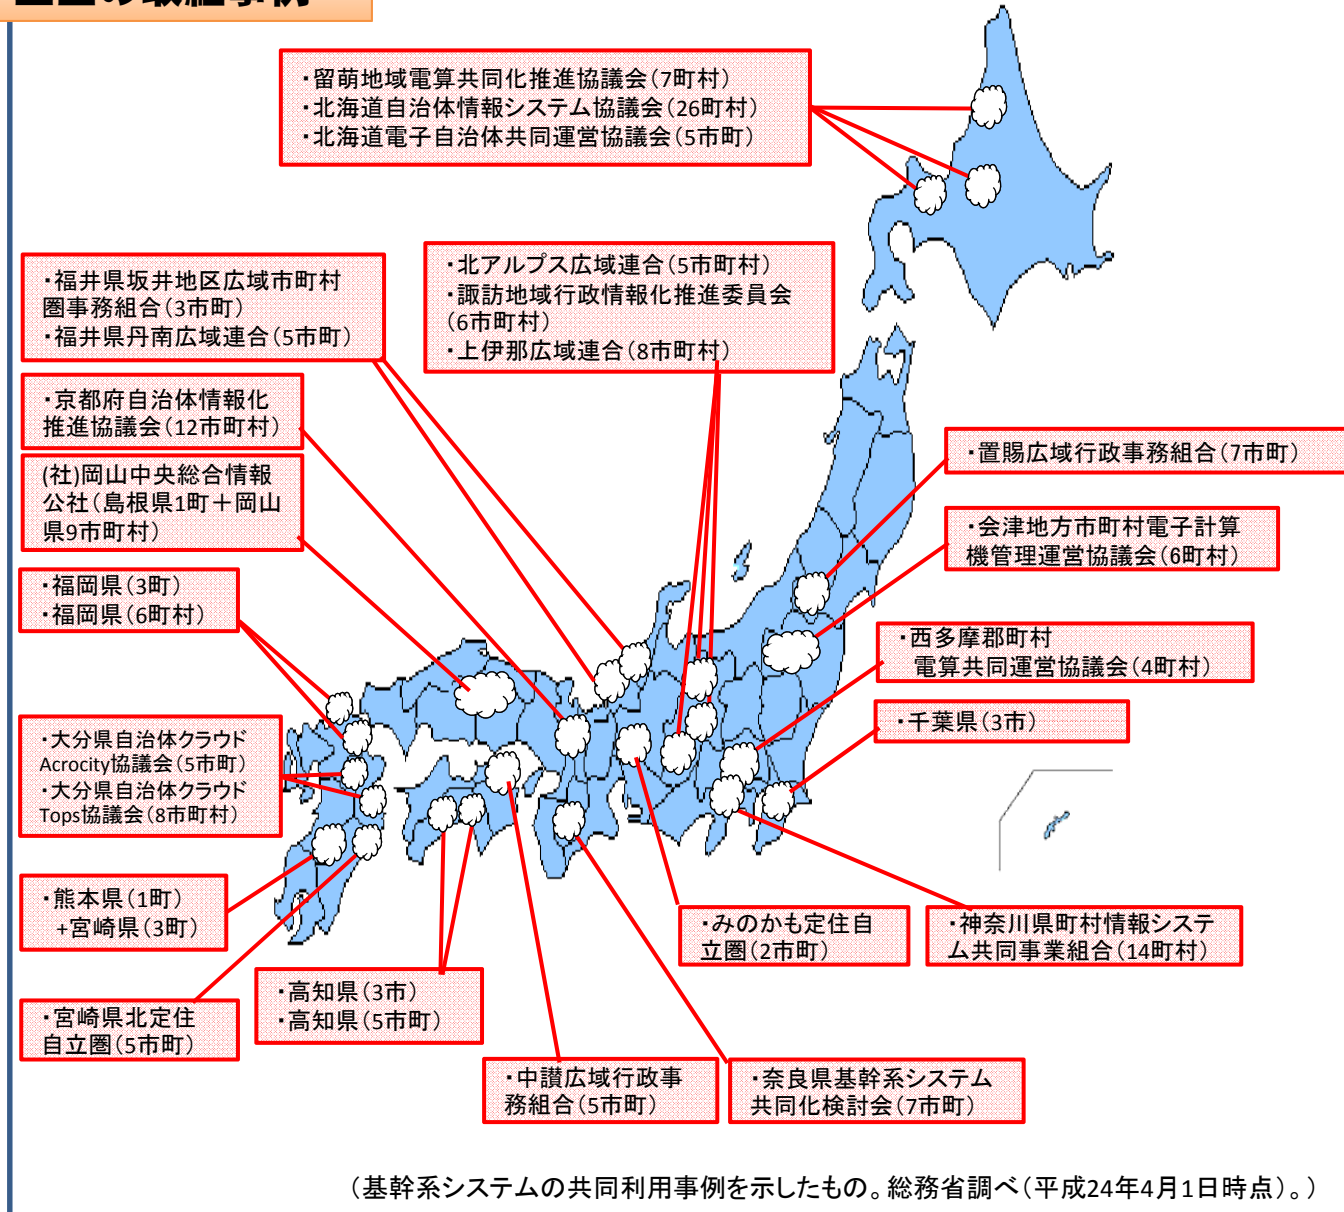 全国の取組事例
・留萌地域電算共同化推進協議会(7町村)
・北海道自治体情報システム協議会(26町村)
・北海道電子自治体共同運営協議会(5市町)
・福井県坂井地区広域市町村
圏事務組合(3市町)
・福井県丹南広域連合(5市町)
・北アルプス広域連合(5市町村)
・諏訪地域行政情報化推進委員会
(6市町村)
・上伊那広域連合(8市町村)
・京都府自治体情報化
推進協議会(12市町村)
(社)岡山中央総合情報
公社(島根県1町＋岡山
県9市町村)
・置賜広域行政事務組合(7市町)
・会津地方市町村電子計算
機管理運営協議会(6町村)
・福岡県(3町)
・福岡県(6町村)
・西多摩郡町村
電算共同運営協議会(4町村)
・千葉県(3市)
・大分県自治体クラウド
Acrocity協議会(5市町)
・大分県自治体クラウド
Tops協議会(8市町村)
・熊本県(1町)
+宮崎県(3町)
・みのかも定住自
立圏(2市町)
・神奈川県町村情報システ
ム共同事業組合(14町村)
・宮崎県北定住
自立圏(5市町)
・高知県(3市)
・高知県(5市町)
・中讃広域行政事
務組合(5市町)
・奈良県基幹系システム
共同化検討会(7市町)
(基幹系システムの共同利用事例を示したもの。総務省調べ(平成24年4月1日時点)。)